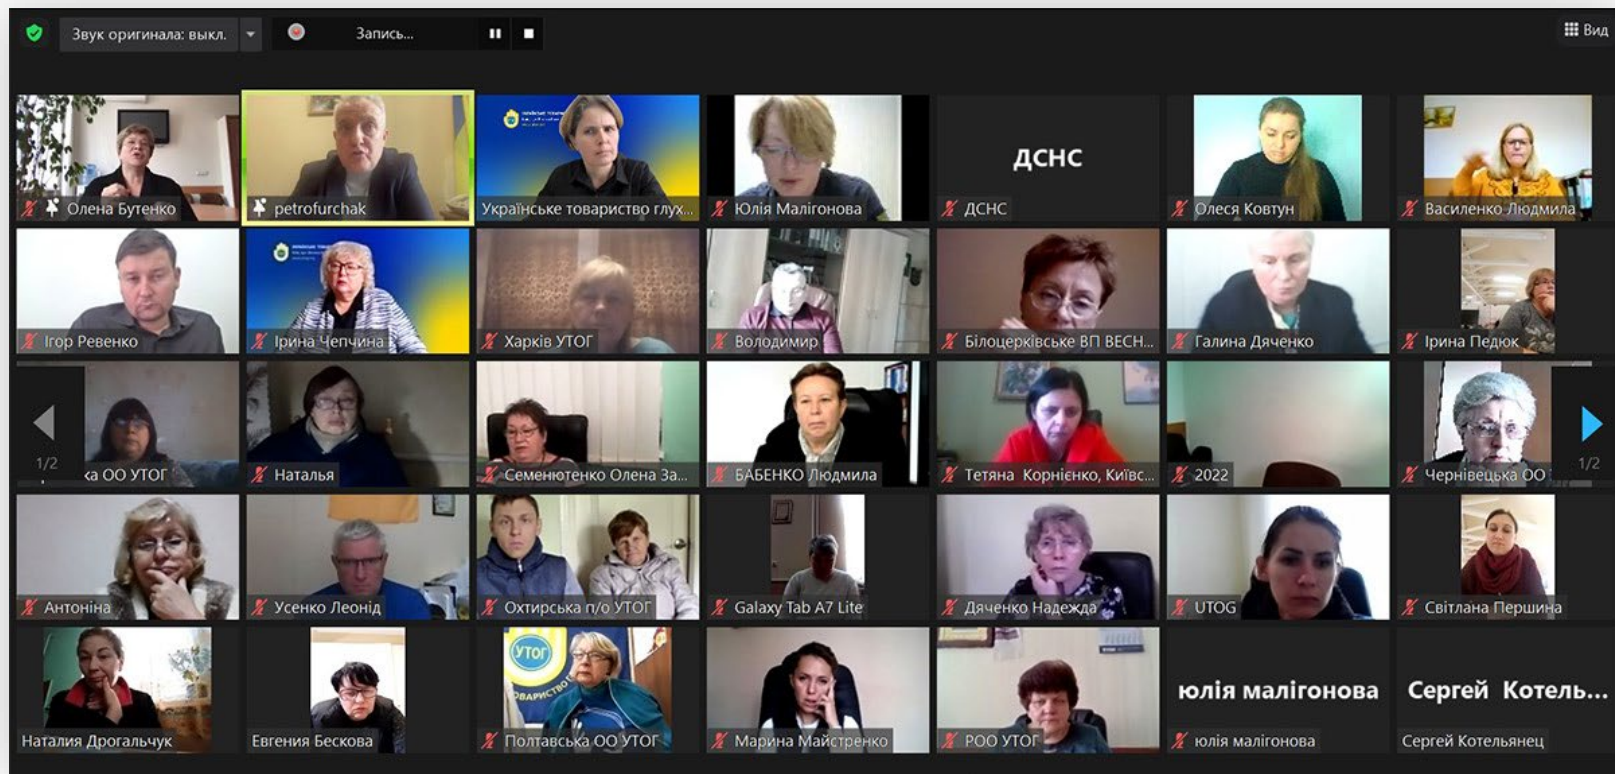 Звук оригинала: выкл.
Запись...
Вид
Олена Бутенко
petrofurchak
УКРАЇНСЬКЕ
Українське товариство глух...
Юлія Малігонова
ДСНС
ДСНС
Олеся Ковтун
Василенко Людмила
Ігор Ревенко
Ірина Чепчина
Харків УТОГ
Володимир
Білоцерківське ВП ВЕСН...
Галина Дяченко
Ірина Педюк
1/2
ка ОО УТОГ
Наталья
Семенютенко Олена За...
БАБЕНКО Людмила
Тетяна Корнієнко, Київс...
2022
Чернівецька ОО
1/2
Антоніна
Усенко Леонід
Охтирська п/о УТОГ
Galaxy Tab A7 Lite
Дяченко Надежда
UTOG
Світлана Першина
Наталия Дрогальчук
Евгения Бескова
УТОГ
Полтавська ОО УТОГ
Марина Майстренко
РОО УТОГ
юлія малігонова
юлія малігонова
Сергей Котель...
Сергей Котельянец